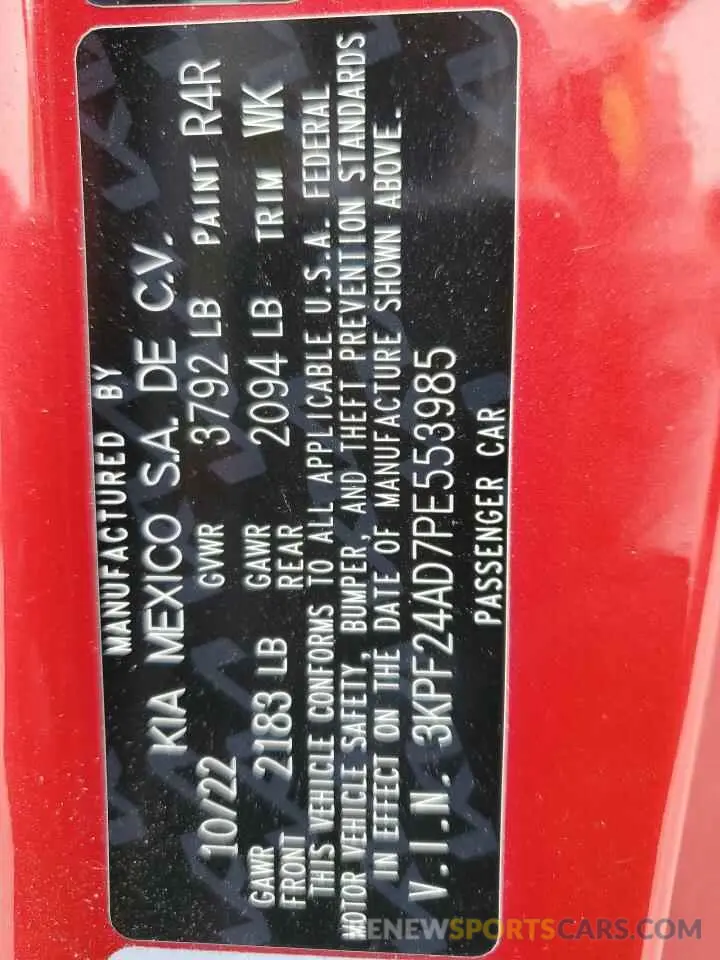 MANUFACTURED BY
KIA MEXICO S.A. DE C.V.
10/22 GVWR 3792 LB PAINT R4R
GAWR FRONT 2183 LB GAWR REAR 2094 LB TRIM WK
THIS VEHICLE CONFORMS TO ALL APPLICABLE U.S.A. FEDERAL
MOTOR VEHICLE SAFETY, BUMPER, AND THEFT PREVENTION STANDARDS
IN EFFECT ON THE DATE OF MANUFACTURE SHOWN ABOVE.
V.I.N. 3KPF24AD7PE553985
PASSENGER CAR
RENEWSPORTSCARS.COM